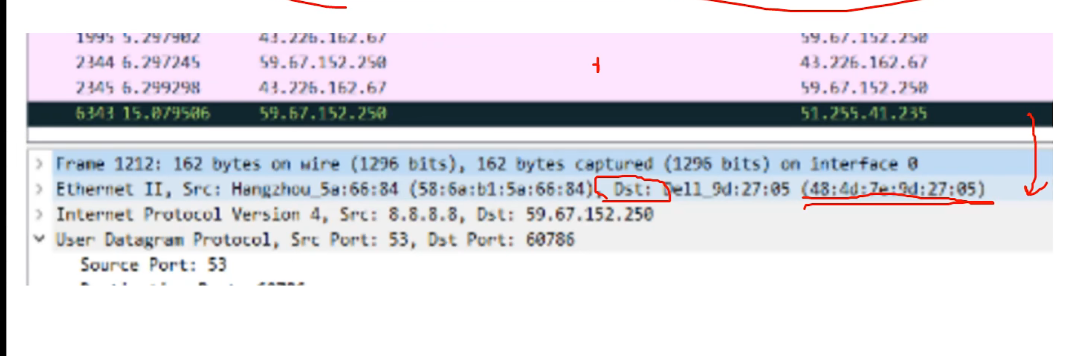 1995 5.297902 43.226.162.67 59.67.152.250
2344 6.297245 59.67.152.250 43.226.162.67
2345 6.299298 43.226.162.67 59.67.152.250
6343 15.079506 59.67.152.250 51.255.41.235
> Frame 1212: 162 bytes on wire (1296 bits), 162 bytes captured (1296 bits) on interface 0
> Ethernet II, Src: Hangzhou_5a:66:84 (58:6a:b1:5a:66:84), Dst: Dell_9d:27:05 (48:4d:7e:9d:27:05)
> Internet Protocol Version 4, Src: 8.8.8.8, Dst: 59.67.152.250
User Datagram Protocol, Src Port: 53, Dst Port: 60786
Source Port: 53